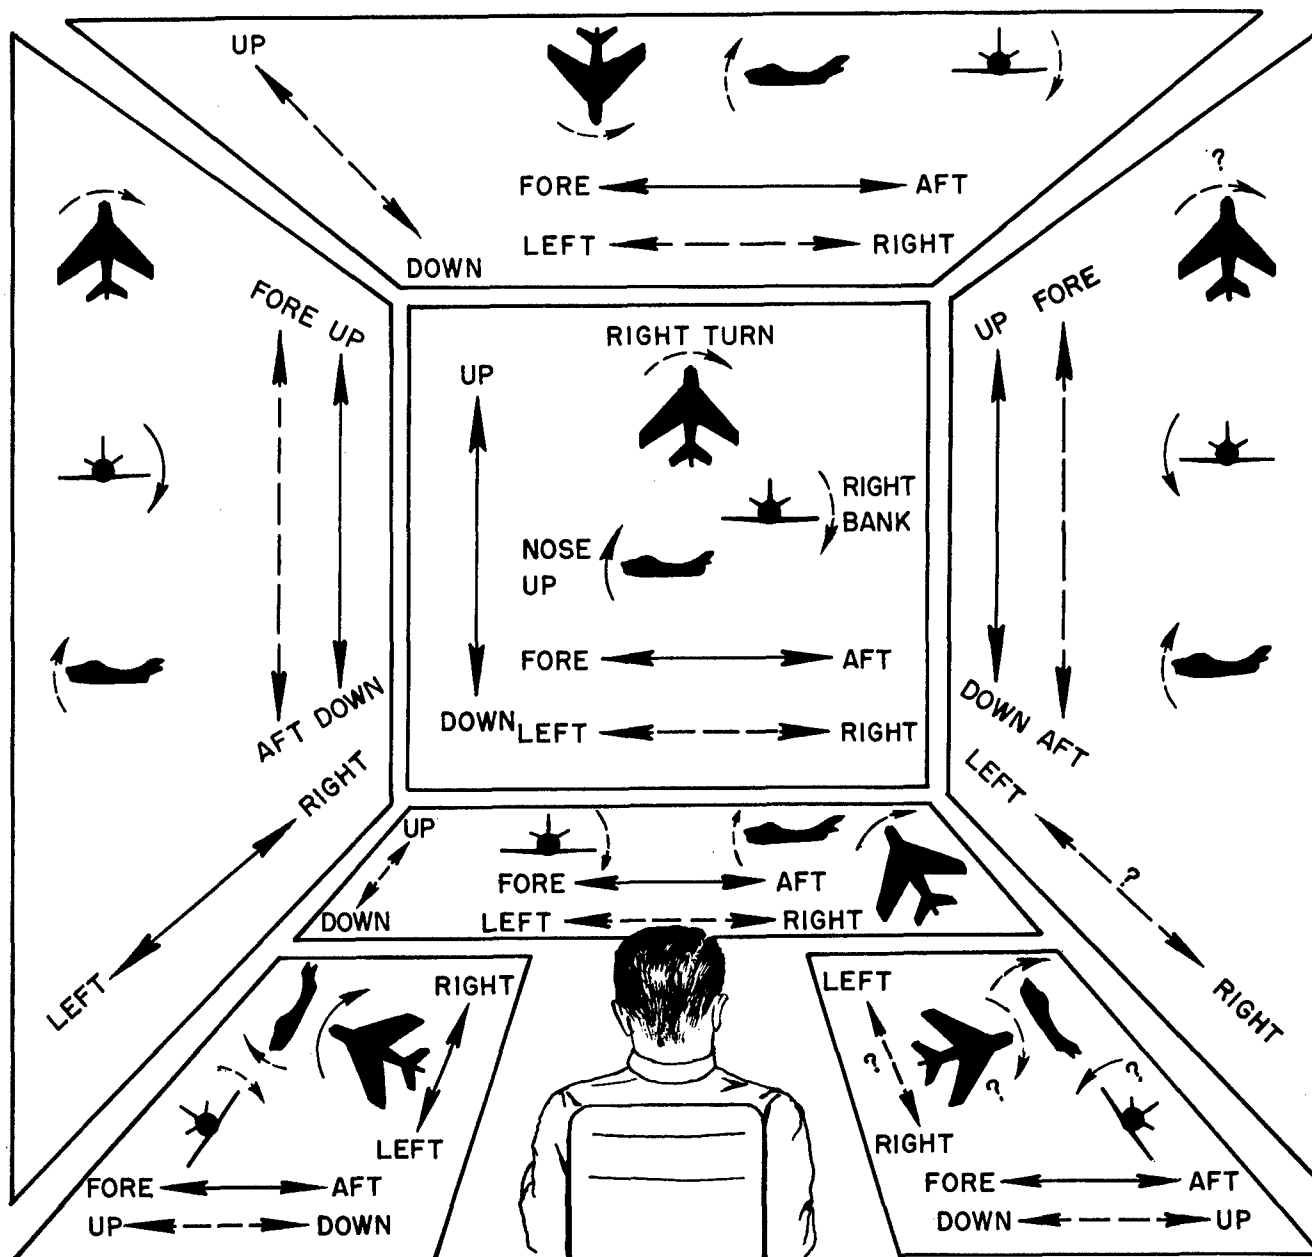 UP
DOWN
FORE AFT
LEFT RIGHT
FORE UP
AFT DOWN
RIGHT
LEFT
RIGHT TURN
UP
RIGHT
BANK
NOSE
UP
FORE AFT
DOWN
LEFT RIGHT
?
UP FORE
DOWN AFT
LEFT
?
RIGHT
UP
DOWN
FORE AFT
LEFT RIGHT
RIGHT
LEFT
FORE AFT
UP DOWN
LEFT
?
?
?
RIGHT
FORE AFT
DOWN UP